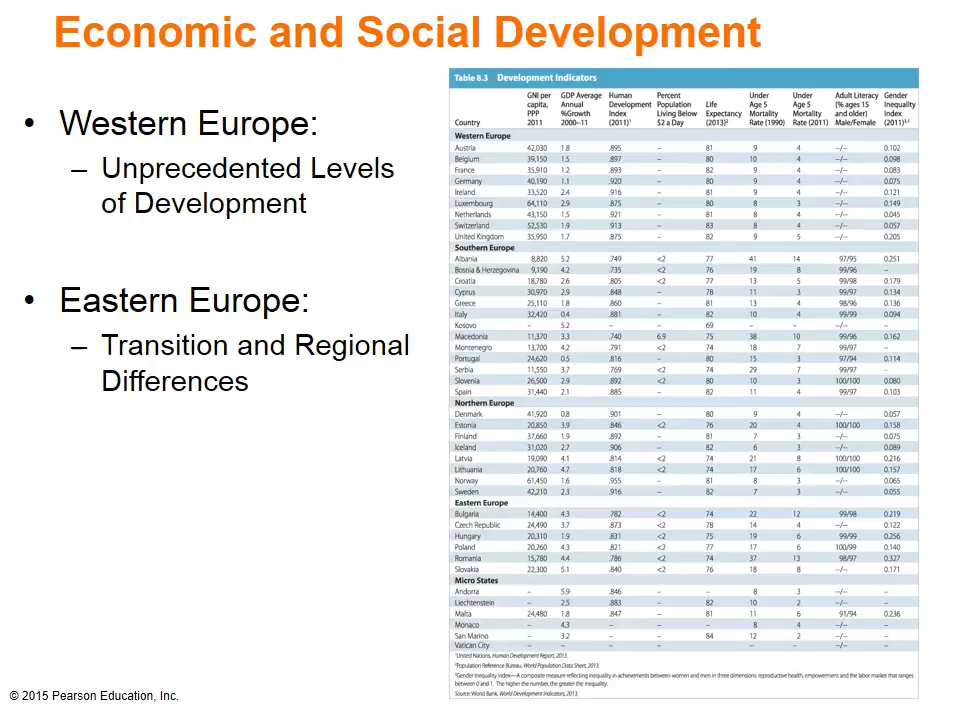 Economic and Social Development
• Western Europe:
– Unprecedented Levels
of Development
• Eastern Europe:
– Transition and Regional
Differences
Table 8.3 Development Indicators
Country GNI per capita, PPP 2011 GDP Average Annual %Growth 2000–11 Human Development Index (2011)¹ Percent Population Living Below $2 a Day Life Expectancy (2013)² Under Age 5 Mortality Rate (1990) Under Age 5 Mortality Rate (2011) Adult Literacy (% ages 15 and older) Male/Female Gender Inequality Index (2011)³,¹
Western Europe
Austria 42,030 1.8 .895 – 81 9 4 –/– 0.102
Belgium 39,150 1.5 .897 – 80 10 4 –/– 0.098
France 35,910 1.2 .893 – 82 9 4 –/– 0.083
Germany 40,190 1.1 .920 – 80 9 4 –/– 0.075
Ireland 33,520 2.4 .916 – 81 9 4 –/– 0.121
Luxembourg 64,110 2.9 .875 – 80 8 3 –/– 0.149
Netherlands 43,150 1.5 .921 – 81 8 4 –/– 0.045
Switzerland 52,530 1.9 .913 – 83 8 4 –/– 0.057
United Kingdom 35,950 1.7 .875 – 82 9 5 –/– 0.205
Southern Europe
Albania 8,820 5.2 .749 <2 77 41 14 97/95 0.251
Bosnia & Herzegovina 9,190 4.2 .735 <2 76 19 8 99/96 –
Croatia 18,780 2.6 .805 <2 77 13 5 99/98 0.179
Cyprus 30,970 2.9 .848 – 78 11 3 99/97 0.134
Greece 25,110 1.8 .860 – 81 13 4 98/96 0.136
Italy 32,420 0.4 .881 – 82 10 4 99/99 0.094
Kosovo – 5.2 – – 69 – – –/– –
Macedonia 11,370 3.3 .740 6.9 75 38 10 99/96 0.162
Montenegro 13,700 4.2 .791 <2 74 18 7 99/97 –
Portugal 24,620 0.5 .816 – 80 15 3 97/94 0.114
Serbia 11,550 3.7 .769 <2 74 29 7 99/97 –
Slovenia 26,500 2.9 .892 <2 80 10 3 100/100 0.080
Spain 31,440 2.1 .885 – 82 11 4 99/97 0.103
Northern Europe
Denmark 41,920 0.8 .901 – 80 9 4 –/– 0.057
Estonia 20,850 3.9 .846 <2 76 20 4 100/100 0.158
Finland 37,660 1.9 .892 – 81 7 3 –/– 0.075
Iceland 31,020 2.7 .906 – 82 6 3 –/– 0.089
Latvia 19,090 4.1 .814 <2 74 21 8 100/100 0.216
Lithuania 20,760 4.7 .818 <2 74 17 6 100/100 0.157
Norway 61,450 1.6 .955 – 81 8 3 –/– 0.065
Sweden 42,210 2.3 .916 – 82 7 3 –/– 0.055
Eastern Europe
Bulgaria 14,400 4.3 .782 <2 74 22 12 99/98 0.219
Czech Republic 24,490 3.7 .873 <2 78 14 4 –/– 0.122
Hungary 20,310 1.9 .831 <2 75 19 6 99/99 0.256
Poland 20,260 4.3 .821 <2 77 17 6 100/99 0.140
Romania 15,780 4.4 .786 <2 74 37 13 98/97 0.327
Slovakia 22,300 5.1 .840 <2 76 18 8 –/– 0.171
Micro States
Andorra – 5.9 .846 – – 8 3 –/– –
Liechtenstein – 2.5 .883 – 82 10 2 –/– –
Malta 24,480 1.8 .847 – 81 11 6 91/94 0.236
Monaco – 4.3 – – – 8 4 –/– –
San Marino – 3.2 – – 84 12 2 –/– –
Vatican City – – – – – – –/– –
¹United Nations, Human Development Report, 2013.
²Population Reference Bureau, World Population Data Sheet, 2013.
³Gender Inequality Index—A composite measure reflecting inequality in achievements between women and men in three dimensions: reproductive health, empowerment and the labor market that ranges
between 0 and 1. The higher the number, the greater the inequality.
Source: World Bank, World Development Indicators, 2013.
© 2015 Pearson Education, Inc.